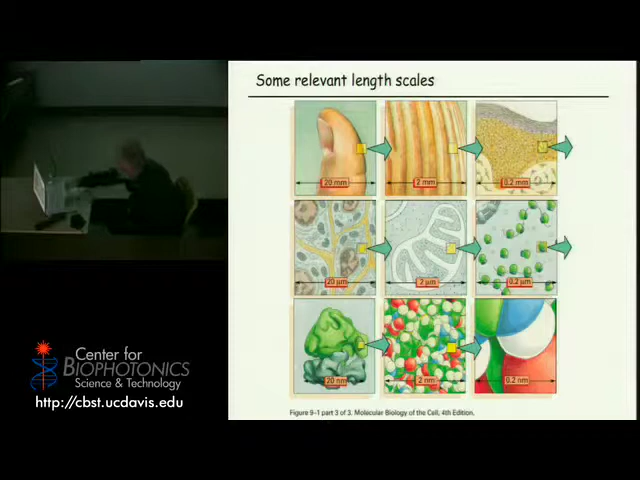 Some relevant length scales
20 mm
2 mm
0.2 mm
20 µm
2 µm
0.2 µm
20 nm
2 nm
0.2 nm
Figure 9-1 part 3 of 3. Molecular Biology of the Cell, 4th Edition.
Center for
BIOPHOTONICS
Science & Technology
http://cbst.ucdavis.edu